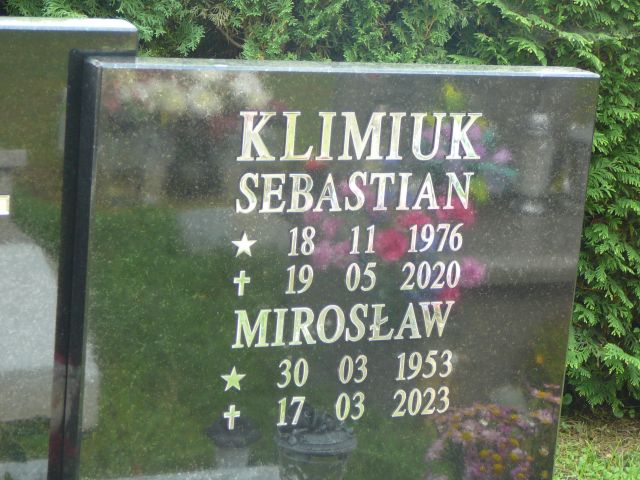 KLIMIUK
SEBASTIAN
★ 18 11 1976
✝ 19 05 2020
MIROSŁAW
★ 30 03 1953
✝ 17 03 2023